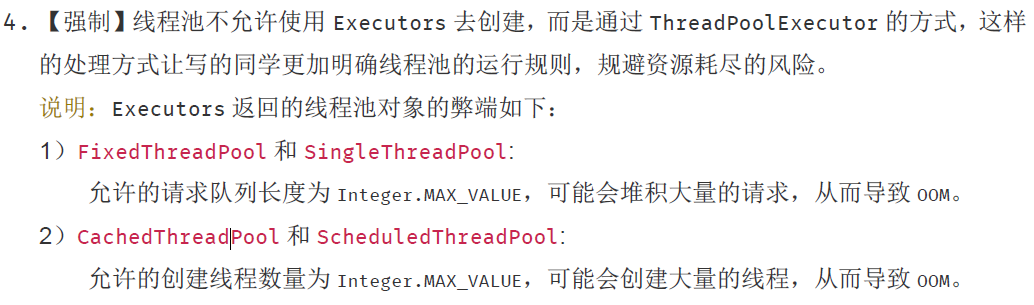 4. 【强制】线程池不允许使用 Executors 去创建，而是通过 ThreadPoolExecutor 的方式，这样
的处理方式让写的同学更加明确线程池的运行规则，规避资源耗尽的风险。
说明：Executors 返回的线程池对象的弊端如下：
1）FixedThreadPool 和 SingleThreadPool:
允许的请求队列长度为 Integer.MAX_VALUE，可能会堆积大量的请求，从而导致 OOM。
2）CachedThreadPool 和 ScheduledThreadPool:
允许的创建线程数量为 Integer.MAX_VALUE，可能会创建大量的线程，从而导致 OOM。